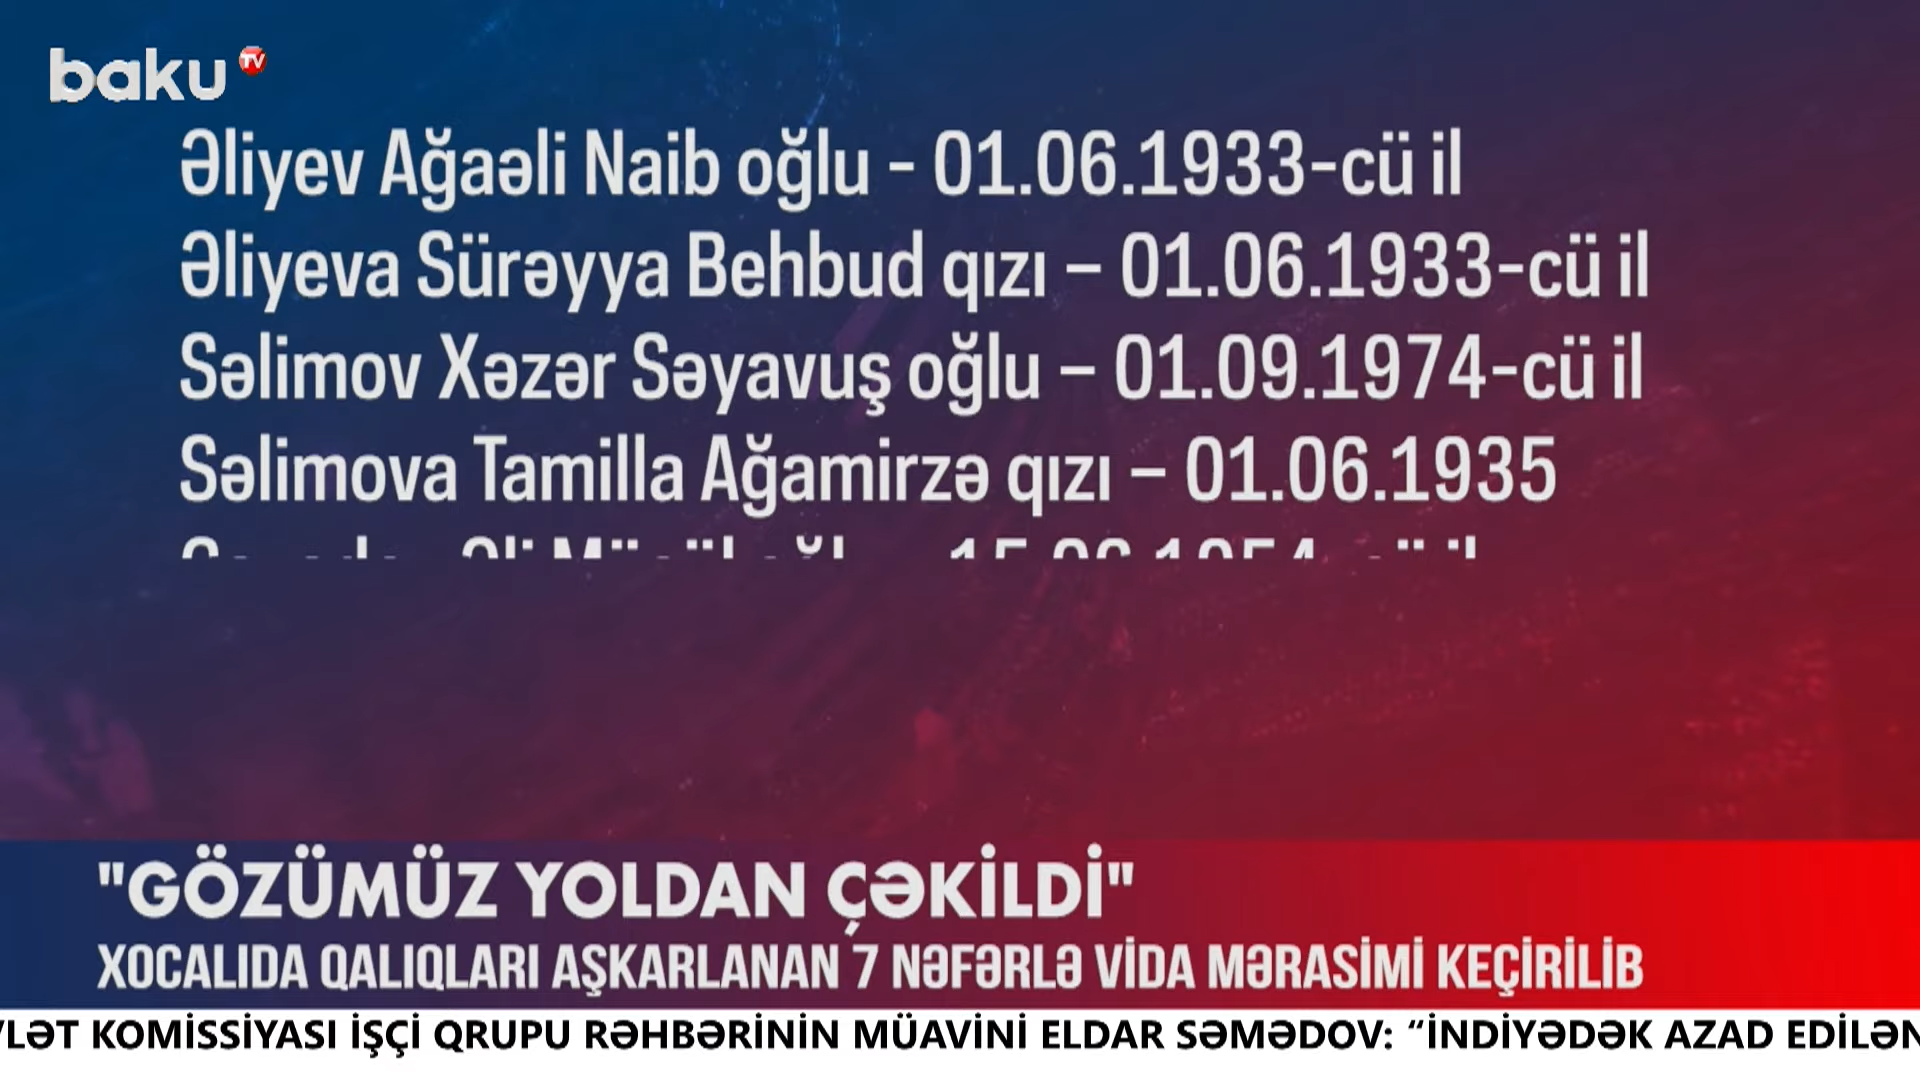 baku TV
Əliyev Ağaəli Naib oğlu - 01.06.1933-cü il
Əliyeva Sürəyya Behbud qızı – 01.06.1933-cü il
Səlimov Xəzər Səyavuş oğlu – 01.09.1974-cü il
Səlimova Tamilla Ağamirzə qızı – 01.06.1935
"GÖZÜMÜZ YOLDAN ÇƏKİLDİ"
XOCALIDA QALIQLARI AŞKARLANAN 7 NƏFƏRLƏ VİDA MƏRASİMİ KEÇİRİLİB
KOMİSSİYASI İŞÇİ QRUPU RƏHBƏRİNİN MÜAVİNİ ELDAR SƏMƏDOV: “İNDİYƏDƏK AZAD EDİLƏN